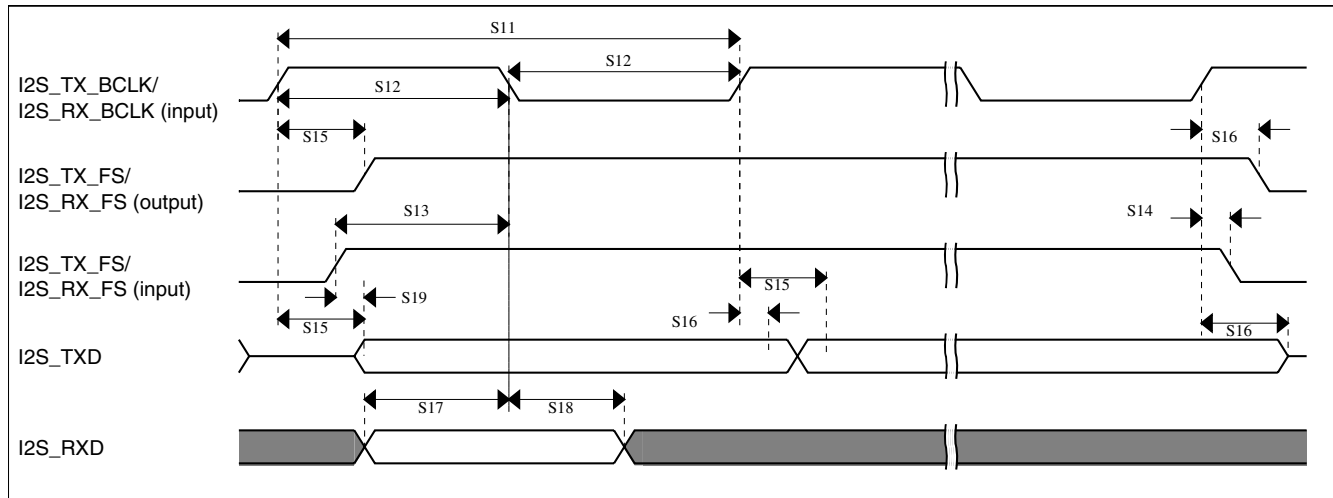 S11
I2S_TX_BCLK/
I2S_RX_BCLK (input)
S12
S12
S15
S16
I2S_TX_FS/
I2S_RX_FS (output)
S13
S14
I2S_TX_FS/
I2S_RX_FS (input)
S19
S15
S15
S16
S16
I2S_TXD
S17
S18
I2S_RXD